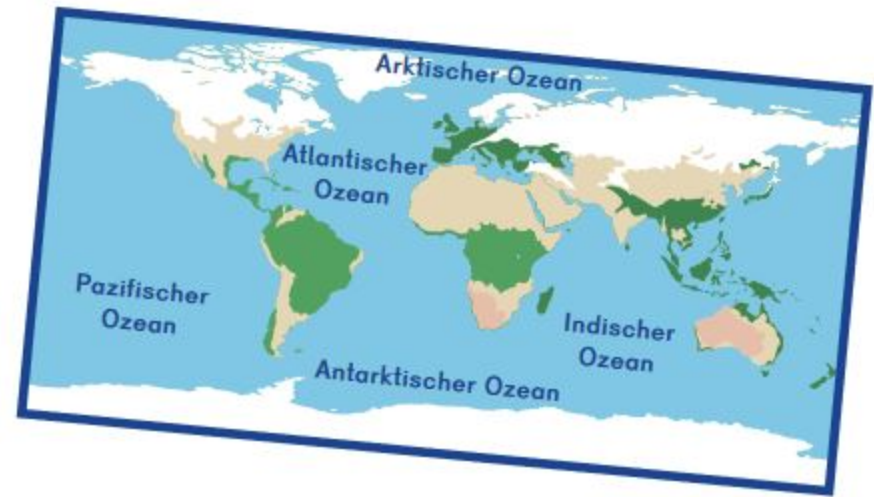 Arktischer Ozean
Atlantischer
Ozean
Pazifischer
Ozean
Indischer
Ozean
Antarktischer Ozean